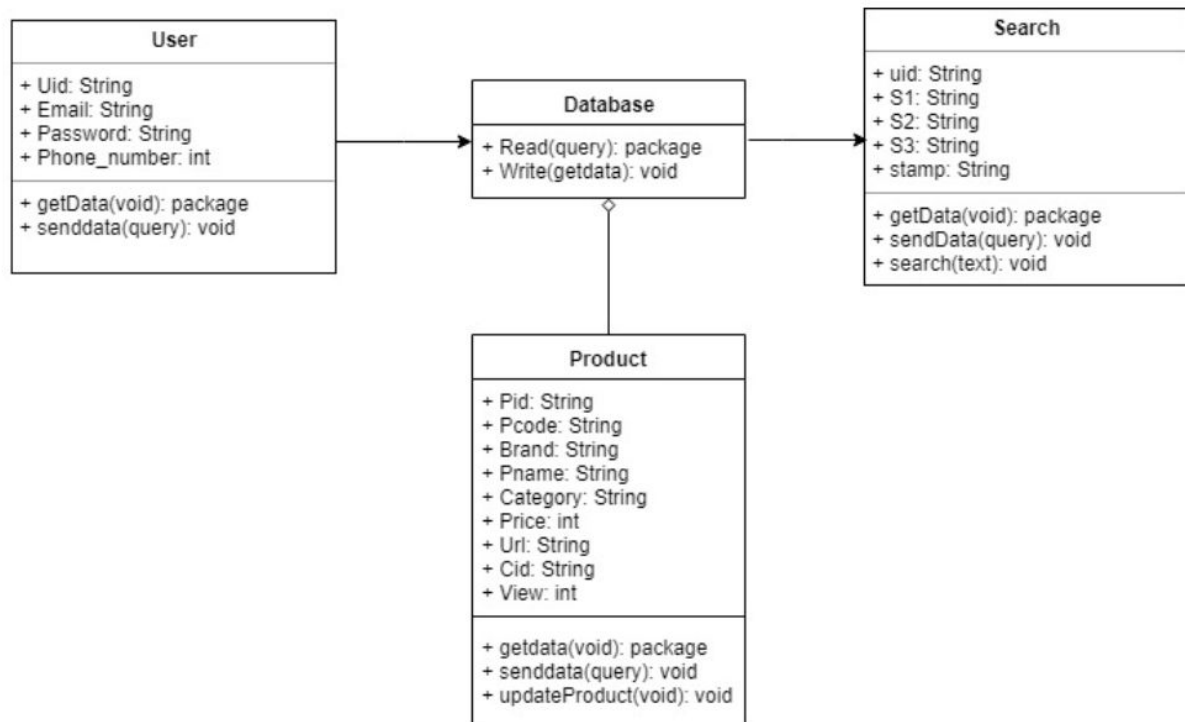 User
+ Uid: String
+ Email: String
+ Password: String
+ Phone_number: int
+ getData(void): package
+ senddata(query): void
Database
+ Read(query): package
+ Write(getdata): void
Search
+ uid: String
+ S1: String
+ S2: String
+ S3: String
+ stamp: String
+ getData(void): package
+ sendData(query): void
+ search(text): void
Product
+ Pid: String
+ Pcode: String
+ Brand: String
+ Pname: String
+ Category: String
+ Price: int
+ Url: String
+ Cid: String
+ View: int
+ getdata(void): package
+ senddata(query): void
+ updateProduct(void): void